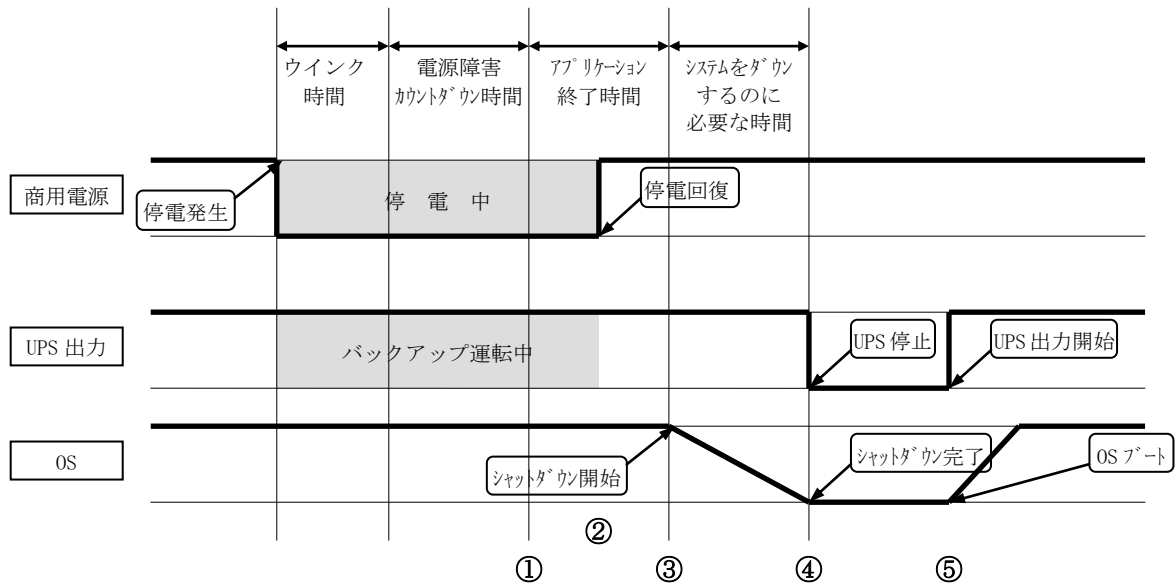 ウインク
時間
電源障害
ｶｳﾝﾄﾀﾞｳﾝ時間
ｱﾌﾟﾘｹｰｼｮﾝ
終了時間
ｼｽﾃﾑをﾀﾞｳﾝ
するのに
必要な時間
商用電源
停電発生
停 電 中
停電回復
UPS 出力
バックアップ運転中
UPS 停止
UPS 出力開始
OS
ｼｬｯﾄﾀﾞｳﾝ開始
ｼｬｯﾄﾀﾞｳﾝ完了
OS ﾌﾞｰﾄ
②
① ③ ④ ⑤